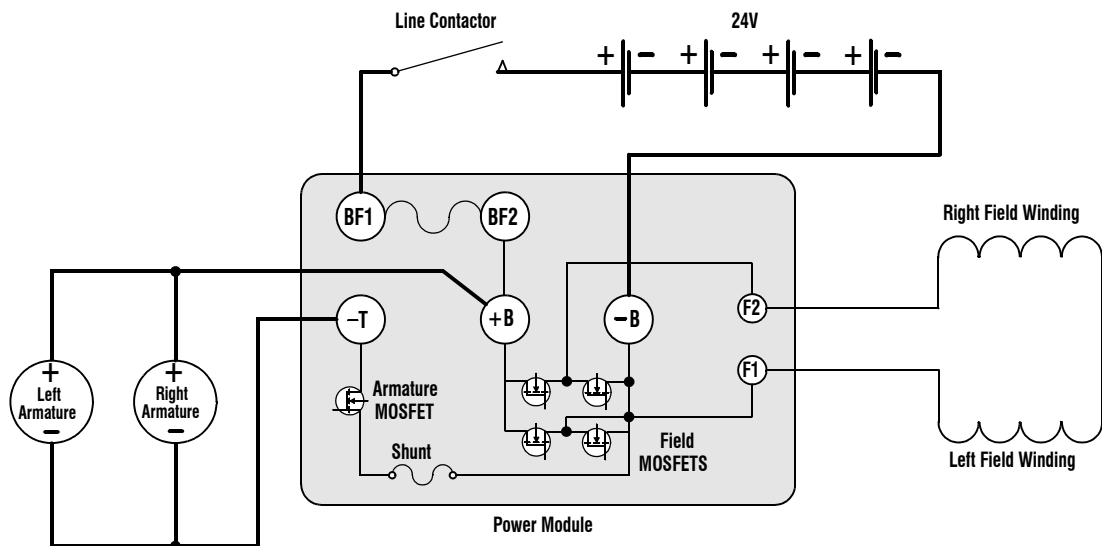 Line Contactor
24V
+ − + − + − + −
BF1
BF2
Right Field Winding
−T
+B
−B
F2
F1
+
Left
Armature
−
+
Right
Armature
−
Armature
MOSFET
Shunt
Field
MOSFETS
Left Field Winding
Power Module